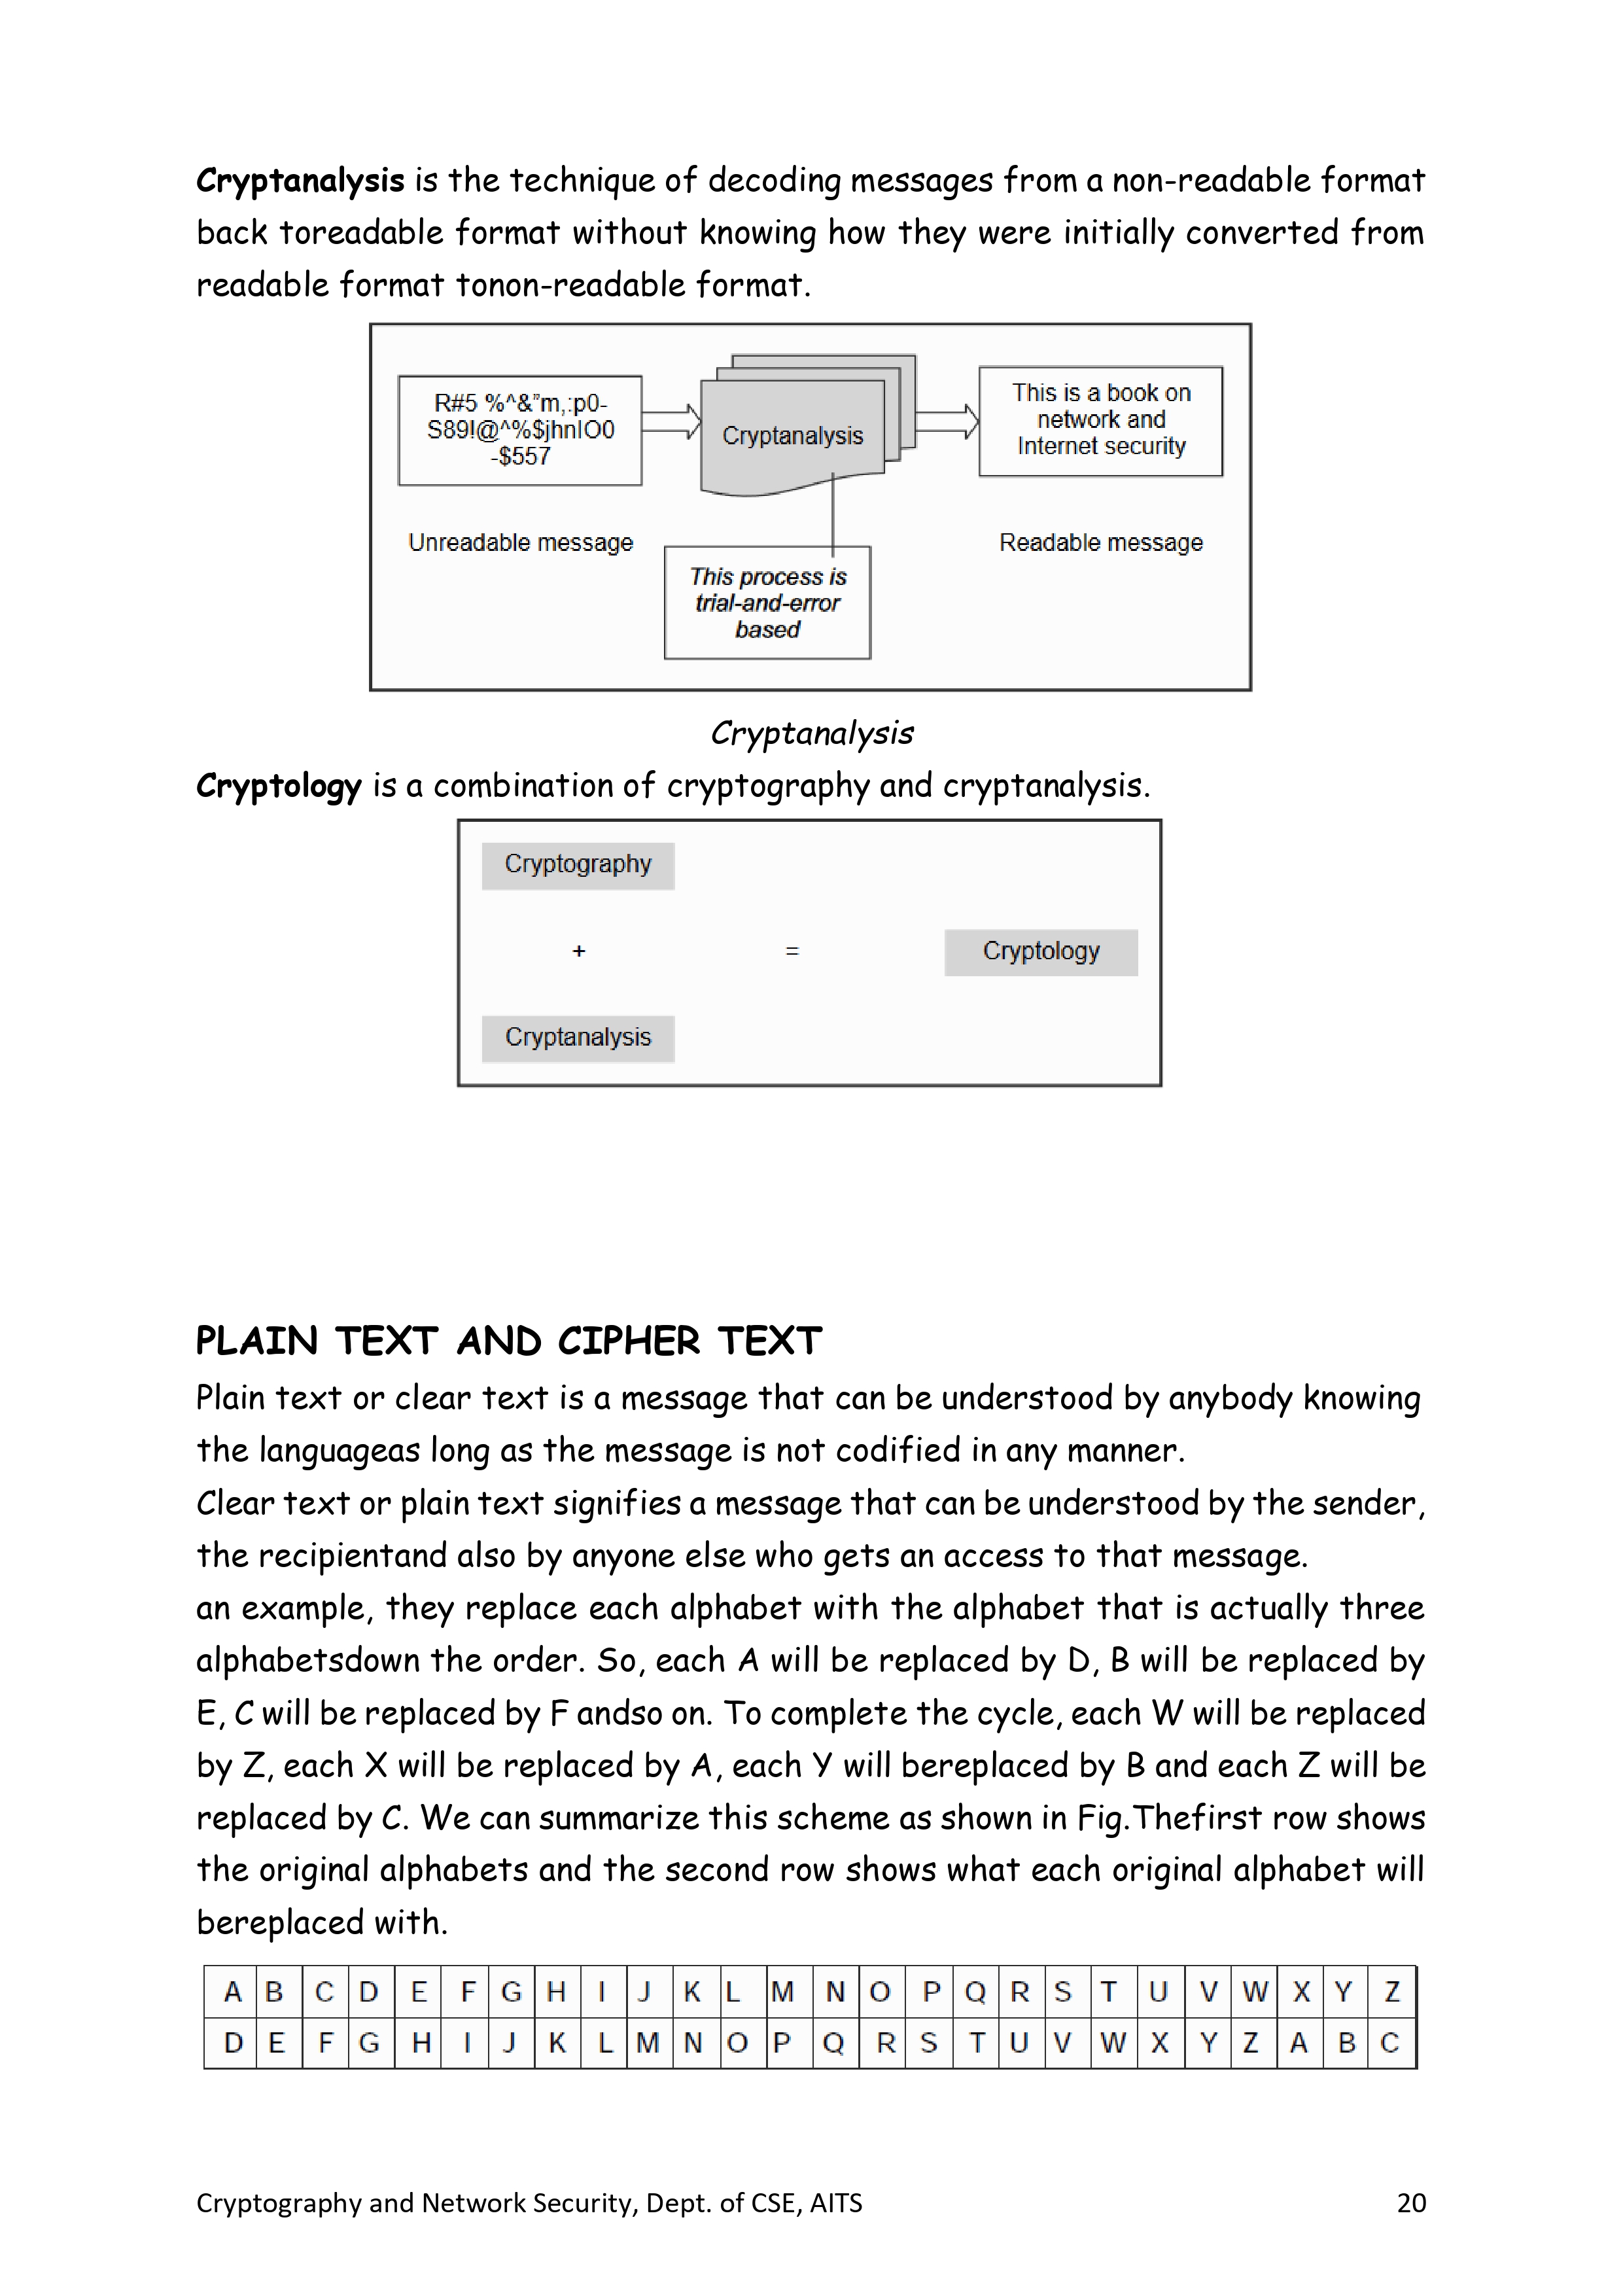 Cryptanalysis is the technique of decoding messages from a non-readable format
back toreadable format without knowing how they were initially converted from
readable format tonon-readable format.
R#5 %^&"m,:p0-
S89!@^%$jhnIO0
-$557
Cryptanalysis
This is a book on
network and
Internet security
Unreadable message
Readable message
This process is
trial-and-error
based
Cryptanalysis
Cryptology is a combination of cryptography and cryptanalysis.
Cryptography
+ = Cryptology
Cryptanalysis
PLAIN TEXT AND CIPHER TEXT
Plain text or clear text is a message that can be understood by anybody knowing
the languageas long as the message is not codified in any manner.
Clear text or plain text signifies a message that can be understood by the sender,
the recipientand also by anyone else who gets an access to that message.
an example, they replace each alphabet with the alphabet that is actually three
alphabetsdown the order. So, each A will be replaced by D, B will be replaced by
E, C will be replaced by F andso on. To complete the cycle, each W will be replaced
by Z, each X will be replaced by A, each Y will bereplaced by B and each Z will be
replaced by C. We can summarize this scheme as shown in Fig.Thefirst row shows
the original alphabets and the second row shows what each original alphabet will
bereplaced with.
A B C D E F G H I J K L M N O P Q R S T U V W X Y Z
D E F G H I J K L M N O P Q R S T U V W X Y Z A B C
Cryptography and Network Security, Dept. of CSE, AITS 20